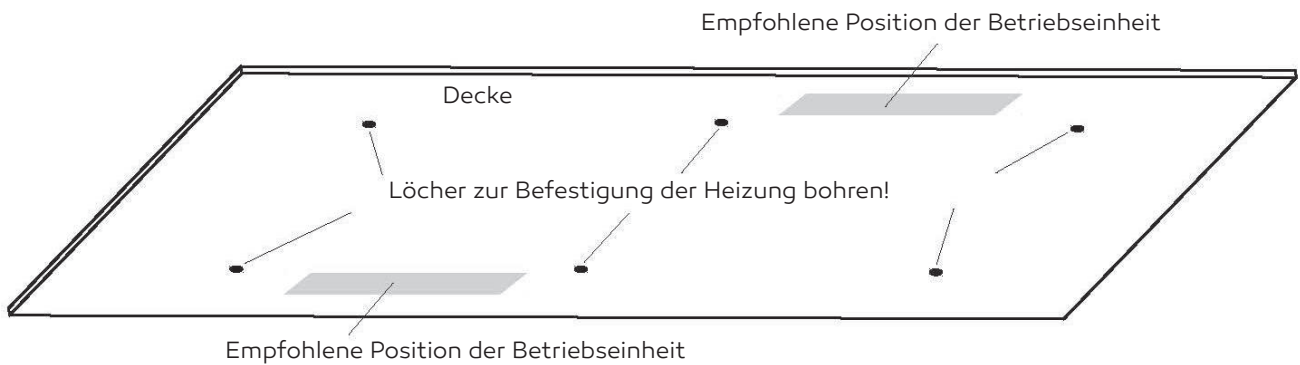 Empfohlene Position der Betriebseinheit
Decke
Löcher zur Befestigung der Heizung bohren!
Empfohlene Position der Betriebseinheit